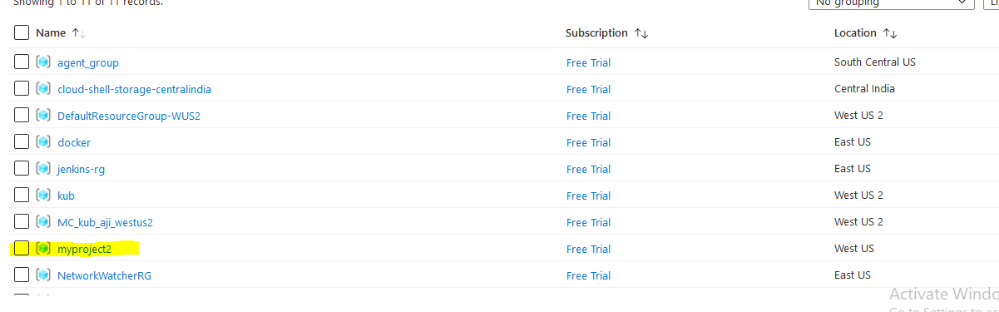 Showing 1 to 11 of 11 records.
No grouping
Name Subscription Location
agent_group Free Trial South Central US
cloud-shell-storage-centralindia Free Trial Central India
DefaultResourceGroup-WUS2 Free Trial West US 2
docker Free Trial East US
jenkins-rg Free Trial East US
kub Free Trial West US 2
MC_kub_aji_westus2 Free Trial West US 2
myproject2 Free Trial West US
NetworkWatcherRG Free Trial East US
Activate Windo
Go to Settings to ac